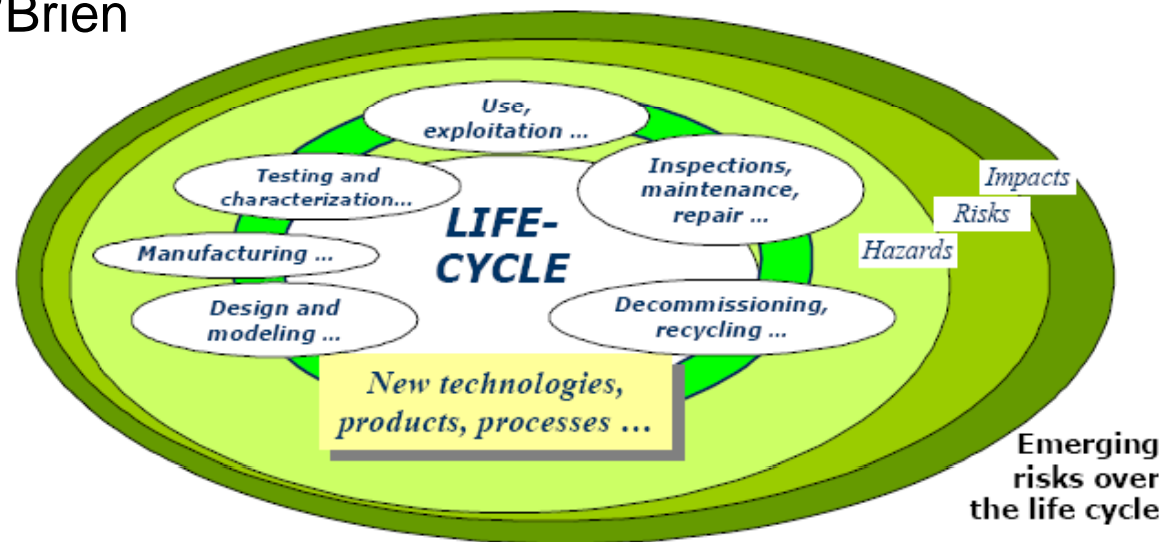 'Brien
Use,
exploitation ...
Testing and
characterization...
Inspections,
maintenance,
repair ...
Impacts
Risks
Hazards
LIFE-
CYCLE
Manufacturing ...
Design and
modeling ...
Decommissioning,
recycling ...
New technologies,
products, processes ...
Emerging
risks over
the life cycle